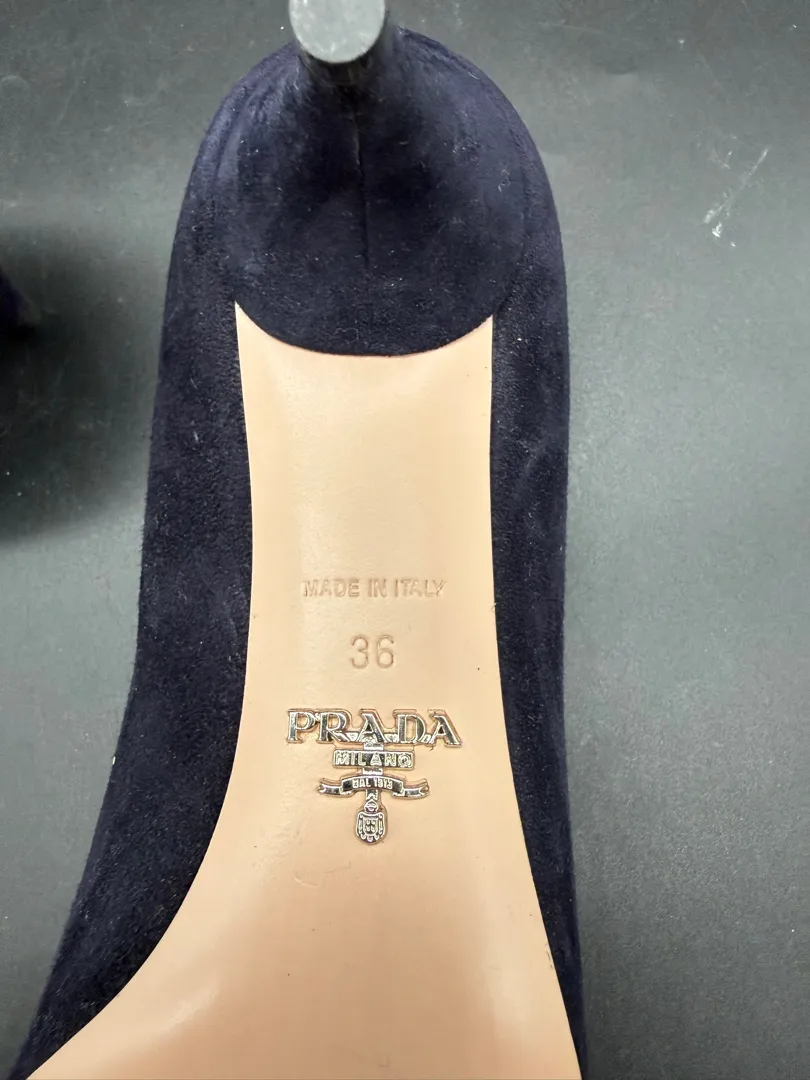 MADE IN ITALY
36
PRADA
MILANO
DAL 1913